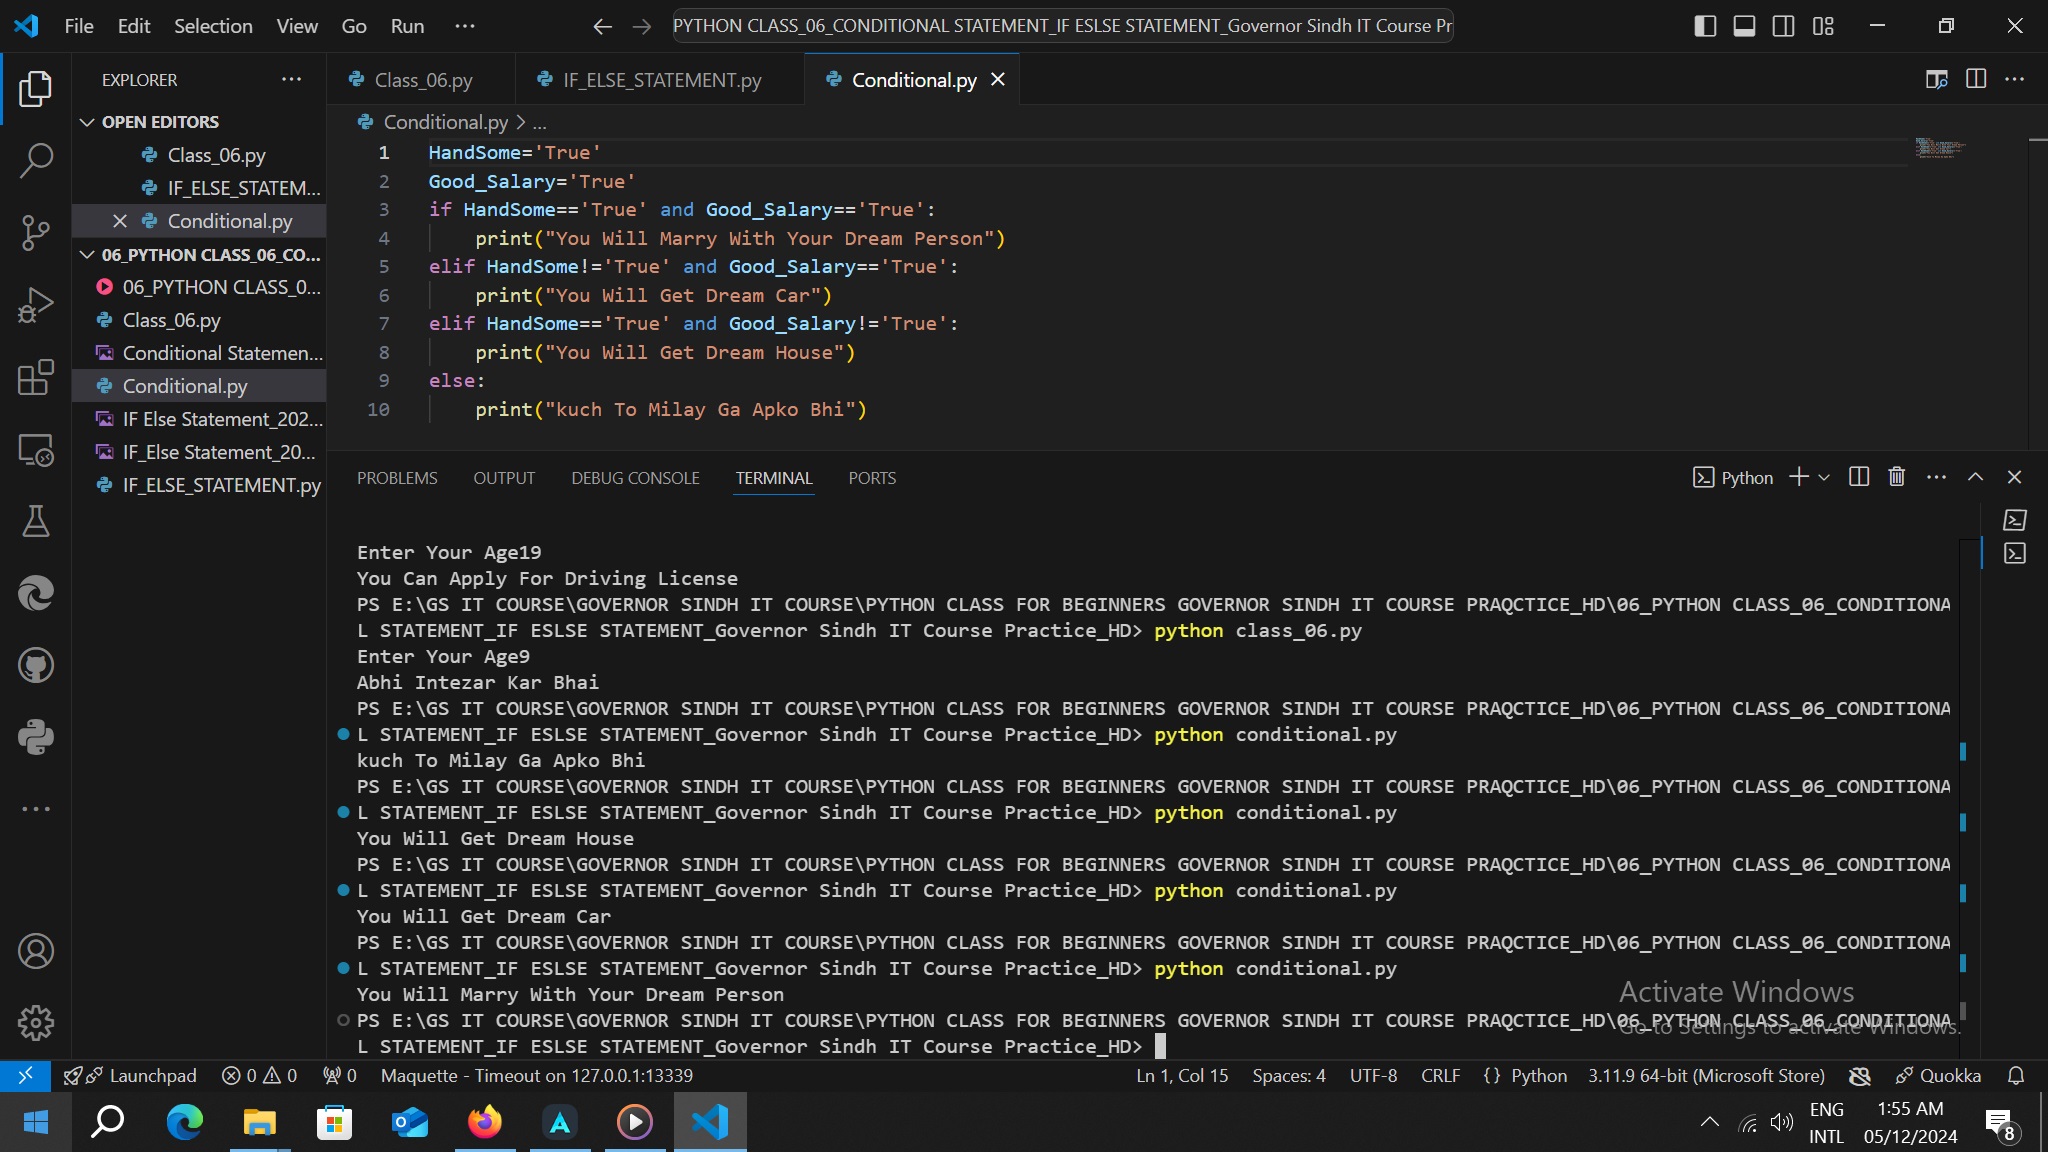 File Edit Selection View Go Run ···
PYTHON CLASS_06_CONDITIONAL STATEMENT_IF ESLSE STATEMENT_Governor Sindh IT Course Pr
EXPLORER
OPEN EDITORS
Class_06.py
IF_ELSE_STATEM...
Conditional.py
06_PYTHON CLASS_06_CO...
06_PYTHON CLASS_0...
Class_06.py
Conditional Statemen...
Conditional.py
IF Else Statement_202...
IF_Else Statement_20...
IF_ELSE_STATEMENT.py
Class_06.py IF_ELSE_STATEMENT.py Conditional.py
Conditional.py > ...
1 HandSome='True'
2 Good_Salary='True'
3 if HandSome=='True' and Good_Salary=='True':
4 print("You Will Marry With Your Dream Person")
5 elif HandSome!='True' and Good_Salary=='True':
6 print("You Will Get Dream Car")
7 elif HandSome=='True' and Good_Salary!='True':
8 print("You Will Get Dream House")
9 else:
10 print("kuch To Milay Ga Apko Bhi")
PROBLEMS OUTPUT DEBUG CONSOLE TERMINAL PORTS
Python
Enter Your Age19
You Can Apply For Driving License
PS E:\GS IT COURSE\GOVERNOR SINDH IT COURSE\PYTHON CLASS FOR BEGINNERS GOVERNOR SINDH IT COURSE PRAQCTICE_HD\06_PYTHON CLASS_06_CONDITIONA
L STATEMENT_IF ESLSE STATEMENT_Governor Sindh IT Course Practice_HD> python class_06.py
Enter Your Age9
Abhi Intezar Kar Bhai
PS E:\GS IT COURSE\GOVERNOR SINDH IT COURSE\PYTHON CLASS FOR BEGINNERS GOVERNOR SINDH IT COURSE PRAQCTICE_HD\06_PYTHON CLASS_06_CONDITIONA
L STATEMENT_IF ESLSE STATEMENT_Governor Sindh IT Course Practice_HD> python conditional.py
kuch To Milay Ga Apko Bhi
PS E:\GS IT COURSE\GOVERNOR SINDH IT COURSE\PYTHON CLASS FOR BEGINNERS GOVERNOR SINDH IT COURSE PRAQCTICE_HD\06_PYTHON CLASS_06_CONDITIONA
L STATEMENT_IF ESLSE STATEMENT_Governor Sindh IT Course Practice_HD> python conditional.py
You Will Get Dream House
PS E:\GS IT COURSE\GOVERNOR SINDH IT COURSE\PYTHON CLASS FOR BEGINNERS GOVERNOR SINDH IT COURSE PRAQCTICE_HD\06_PYTHON CLASS_06_CONDITIONA
L STATEMENT_IF ESLSE STATEMENT_Governor Sindh IT Course Practice_HD> python conditional.py
You Will Get Dream Car
PS E:\GS IT COURSE\GOVERNOR SINDH IT COURSE\PYTHON CLASS FOR BEGINNERS GOVERNOR SINDH IT COURSE PRAQCTICE_HD\06_PYTHON CLASS_06_CONDITIONA
L STATEMENT_IF ESLSE STATEMENT_Governor Sindh IT Course Practice_HD> python conditional.py
You Will Marry With Your Dream Person
PS E:\GS IT COURSE\GOVERNOR SINDH IT COURSE\PYTHON CLASS FOR BEGINNERS GOVERNOR SINDH IT COURSE PRAQCTICE_HD\06_PYTHON CLASS_06_CONDITIONA
L STATEMENT_IF ESLSE STATEMENT_Governor Sindh IT Course Practice_HD>
Activate Windows
Go to Settings to activate Windows.
Launchpad 0 0 0 Maquette - Timeout on 127.0.0.1:13339 Ln 1, Col 15 Spaces: 4 UTF-8 CRLF {} Python 3.11.9 64-bit (Microsoft Store) Quokka
ENG 1:55 AM
INTL 05/12/2024 8